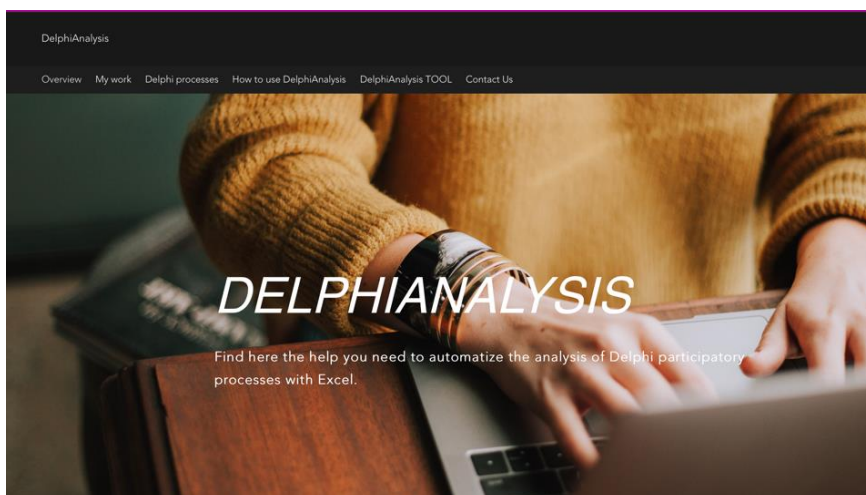 DelphiAnalysis
Overview My work Delphi processes How to use DelphiAnalysis DelphiAnalysis TOOL Contact Us
DELPHIANALYSIS
Find here the help you need to automatize the analysis of Delphi participatory
processes with Excel.